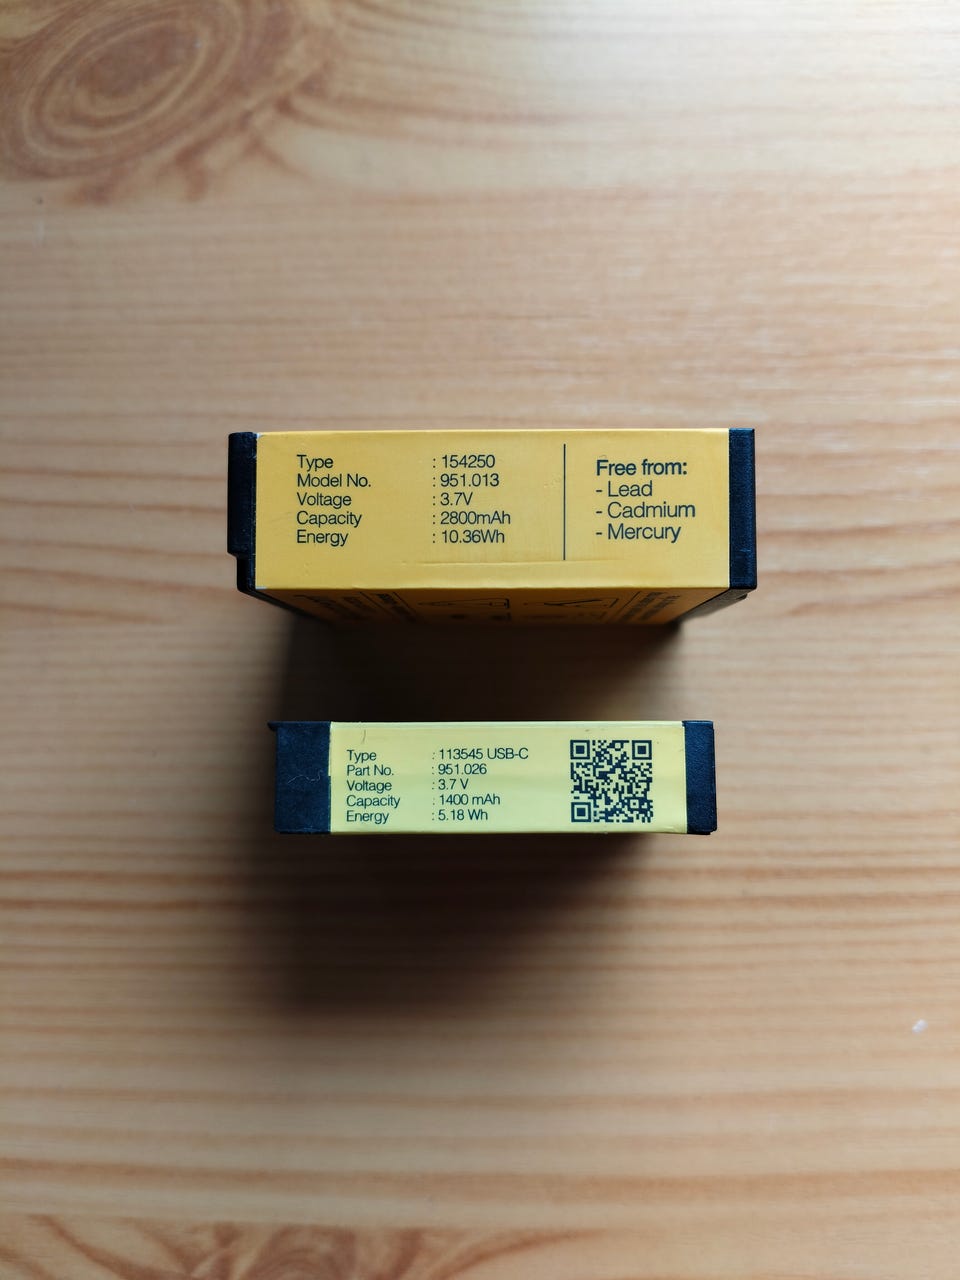 Type : 154250
Model No. : 951.013
Voltage : 3.7V
Capacity : 2800mAh
Energy : 10.36Wh
Free from:
- Lead
- Cadmium
- Mercury
Type : 113545 USB-C
Part No. : 951.026
Voltage : 3.7 V
Capacity : 1400 mAh
Energy : 5.18 Wh